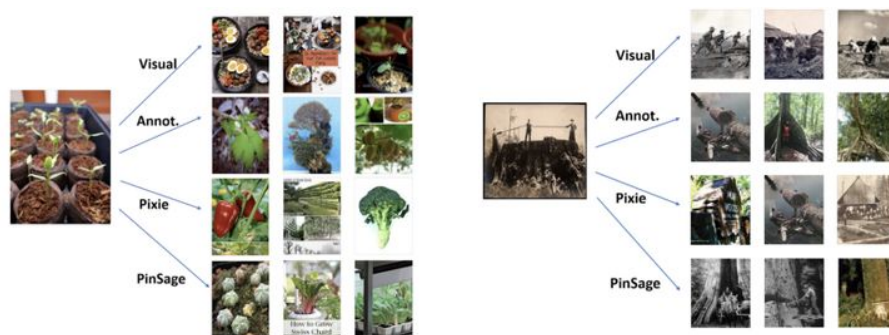 Visual
Annot.
Pixie
PinSage
How to Grow
Swiss Chard
Visual
Annot.
Pixie
PinSage